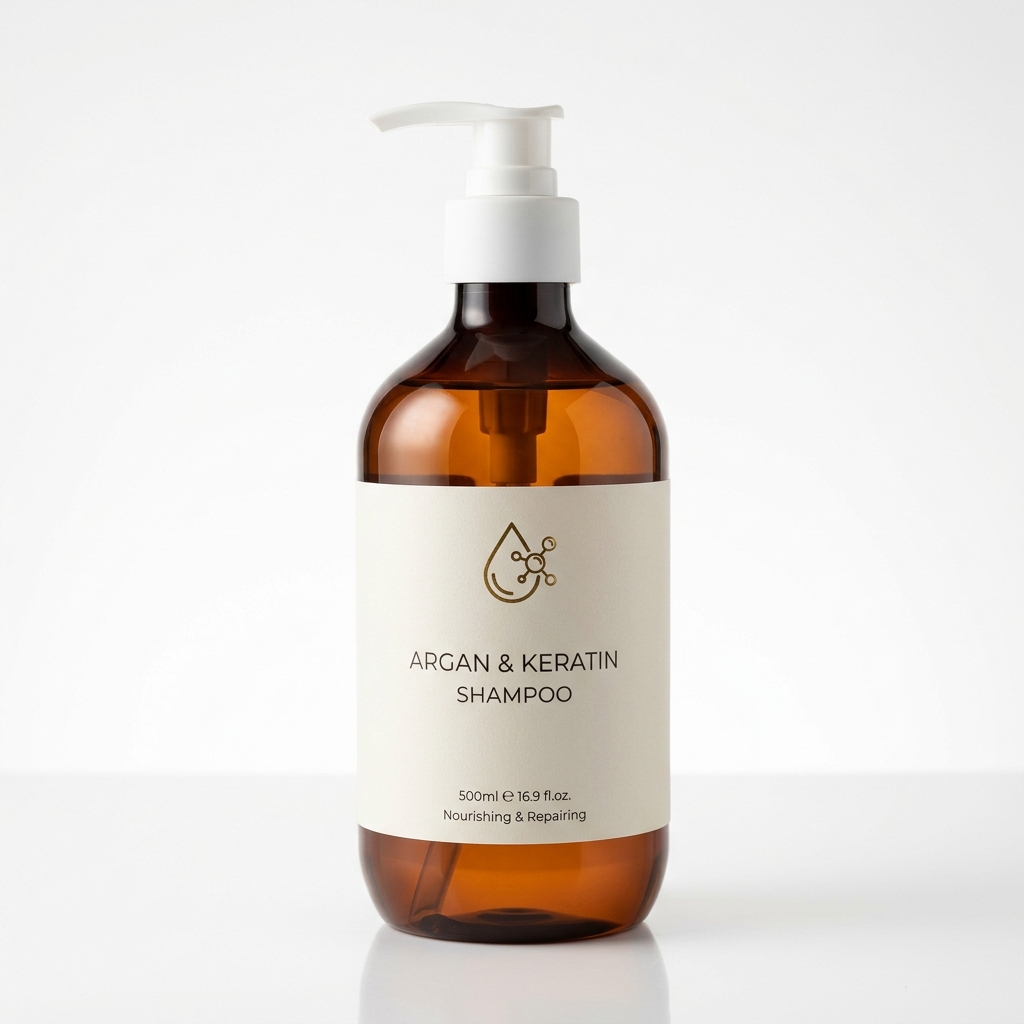 ARGAN & KERATIN
SHAMPOO
500ml ℮ 16.9 fl.oz.
Nourishing & Repairing